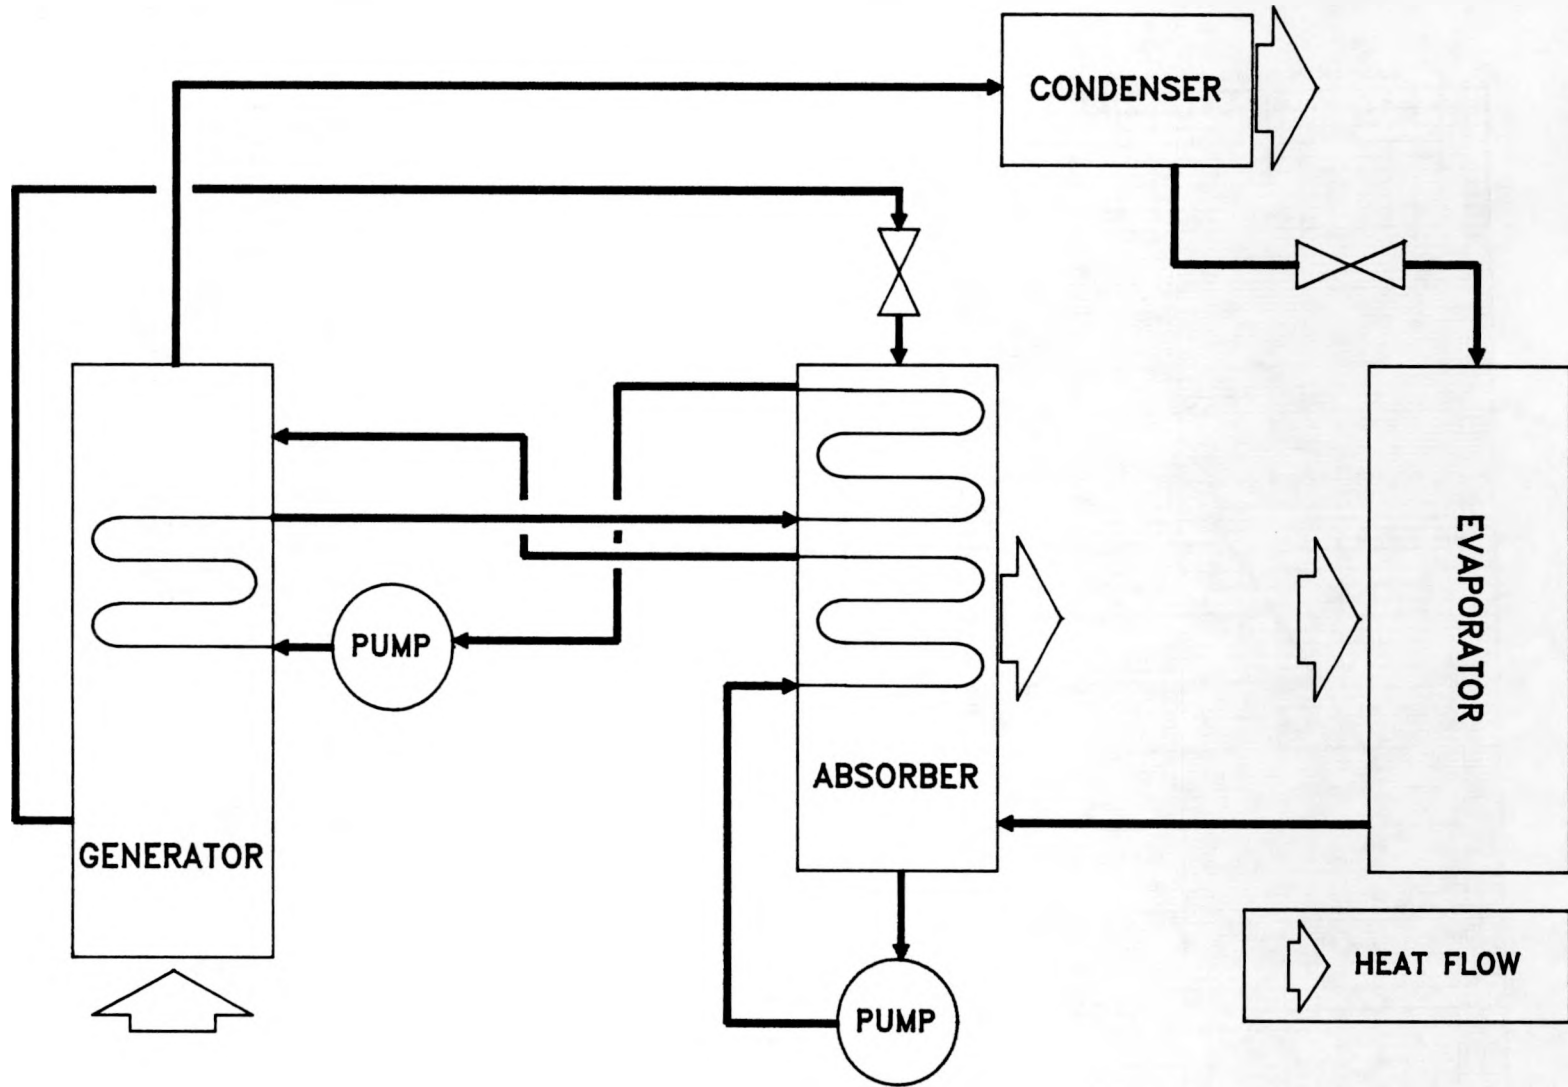 CONDENSER
EVAPORATOR
PUMP
ABSORBER
GENERATOR
HEAT FLOW
PUMP